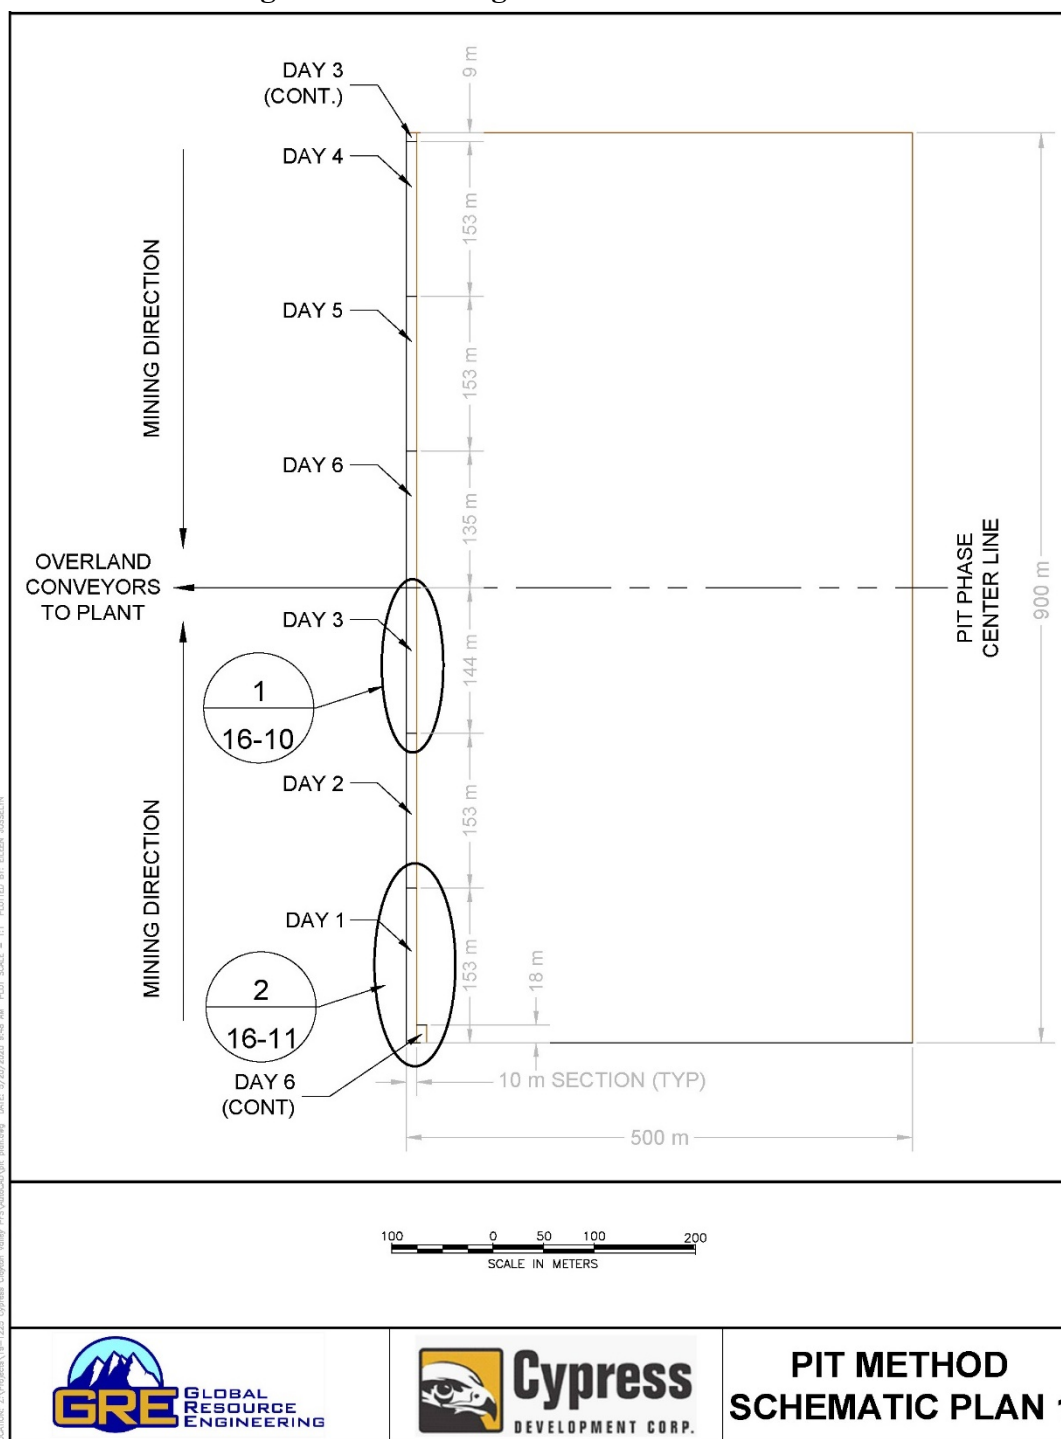 DAY 3
(CONT.)
9 m
DAY 4
153 m
MINING DIRECTION
DAY 5
153 m
DAY 6
135 m
OVERLAND
CONVEYORS
TO PLANT
PIT PHASE
CENTER LINE
900 m
DAY 3
144 m
1
16-10
DAY 2
153 m
MINING DIRECTION
DAY 1
153 m
18 m
2
16-11
DAY 6
(CONT)
10 m SECTION (TYP)
500 m
100 0 50 100 200
SCALE IN METERS
GRE GLOBAL
RESOURCE
ENGINEERING
Cypress
DEVELOPMENT CORP.
PIT METHOD
SCHEMATIC PLAN 1